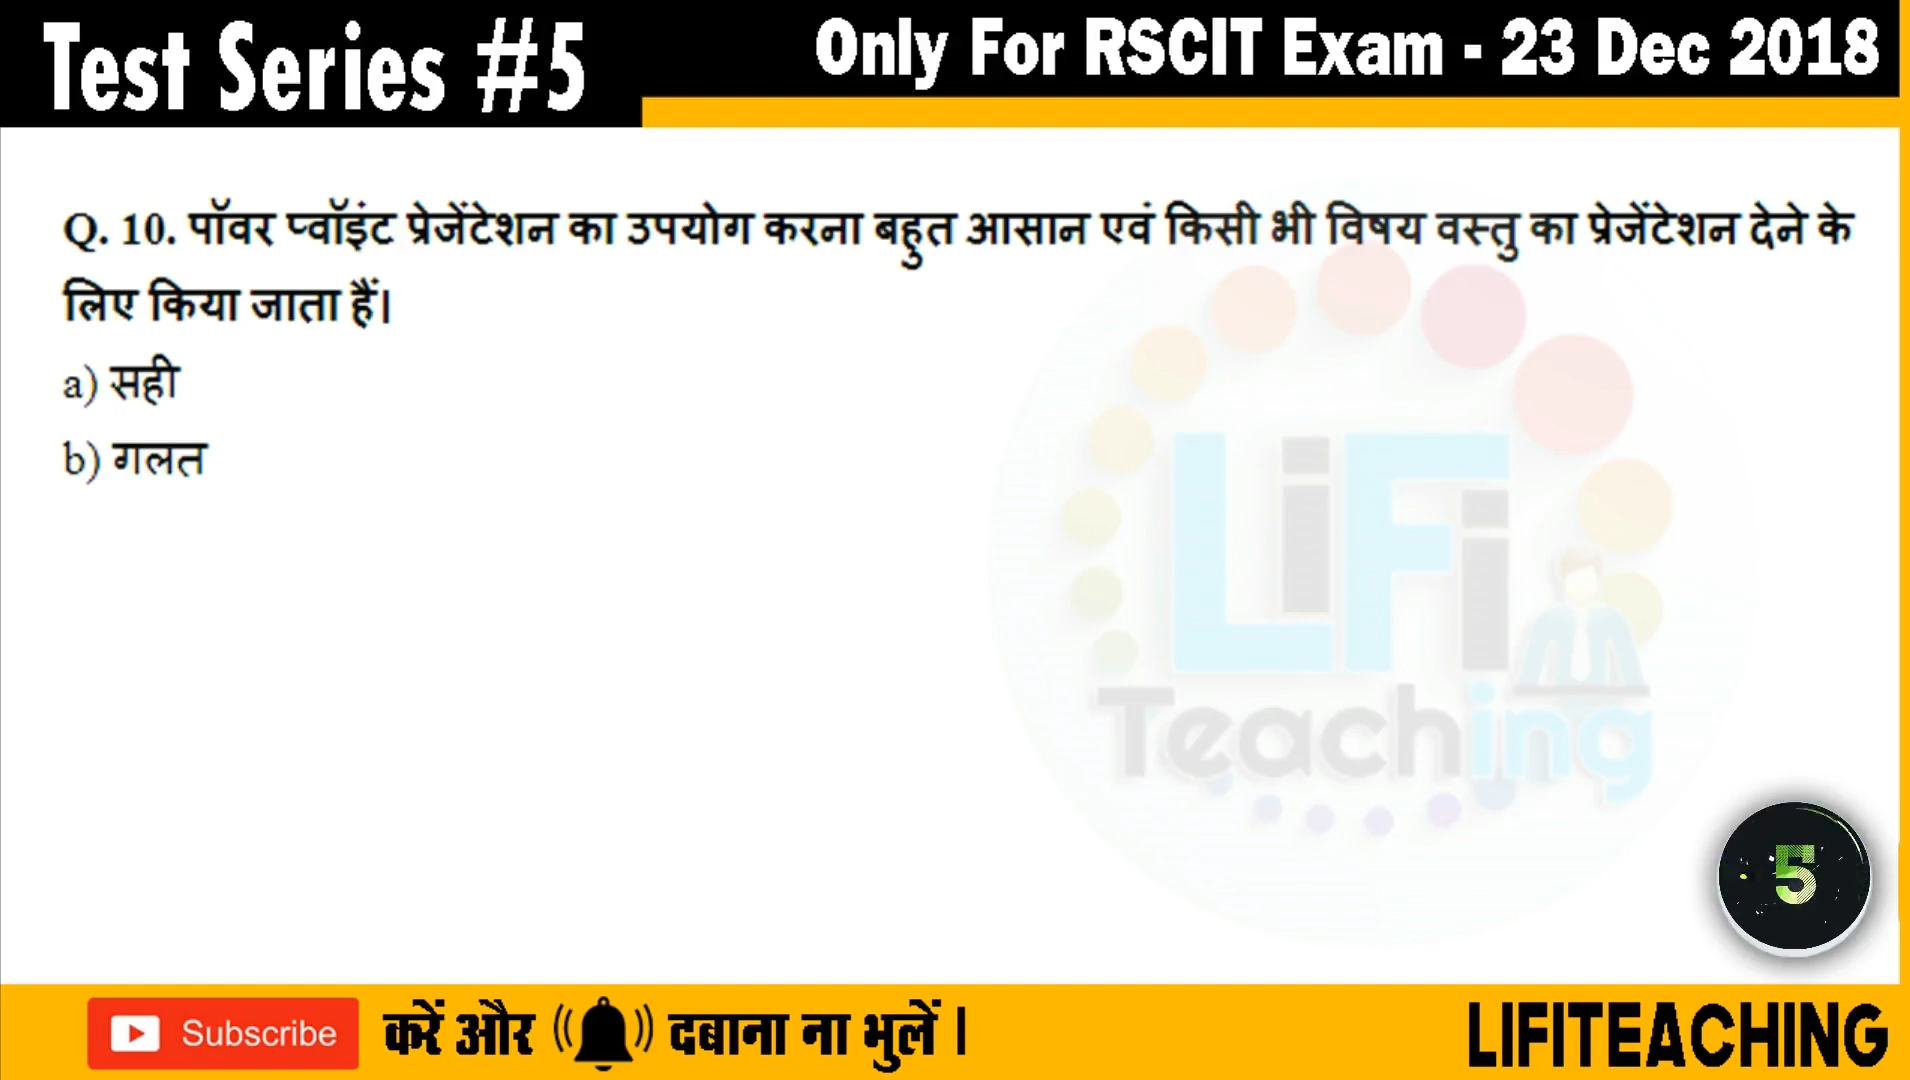 Test Series #5
Only For RSCIT Exam - 23 Dec 2018
Q. 10. पॉवर प्वॉइंट प्रेजेंटेशन का उपयोग करना बहुत आसान एवं किसी भी विषय वस्तु का प्रेजेंटेशन देने के
लिए किया जाता हैं।
a) सही
b) गलत
LiFi
Teaching
5
Subscribe करें और दबाना ना भुलें।
LIFITEACHING